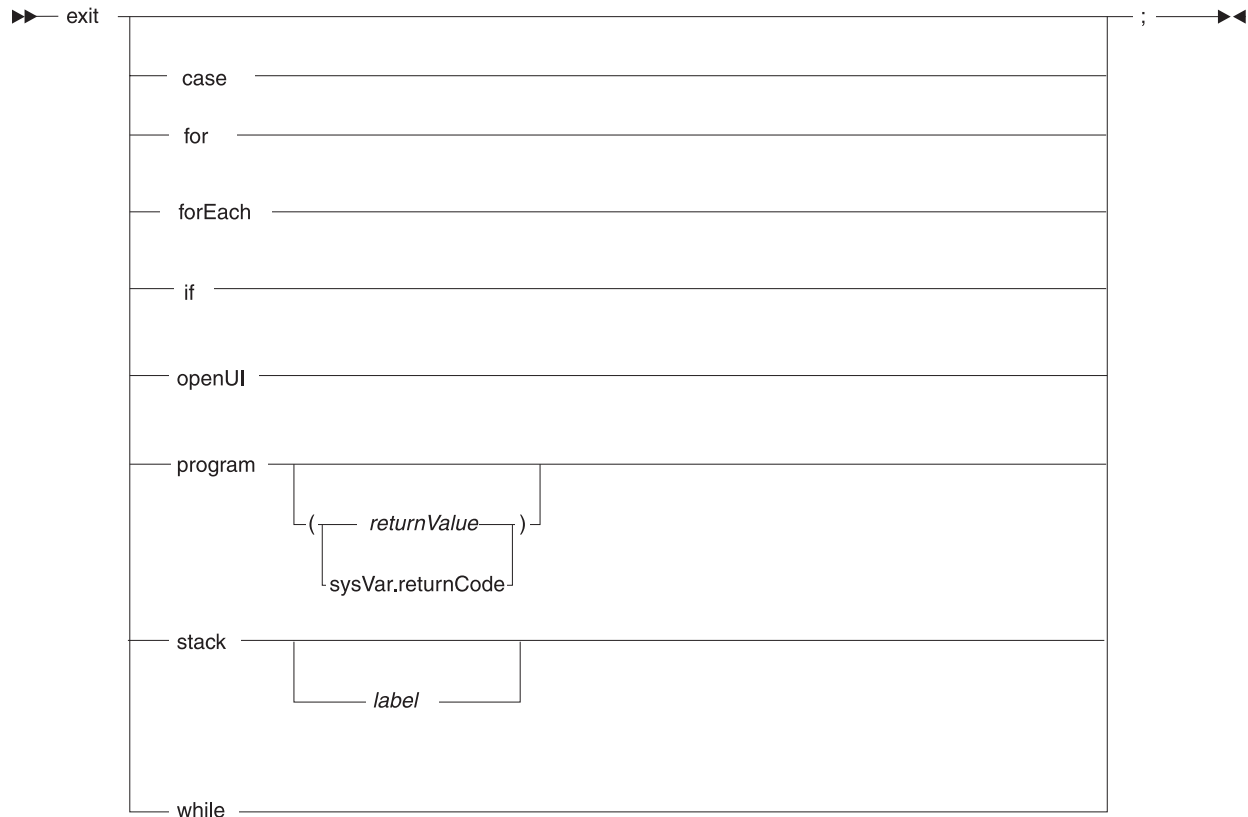 exit ;
case
for
forEach
if
openUI
program
( returnValue )
sysVar.returnCode
stack
label
while